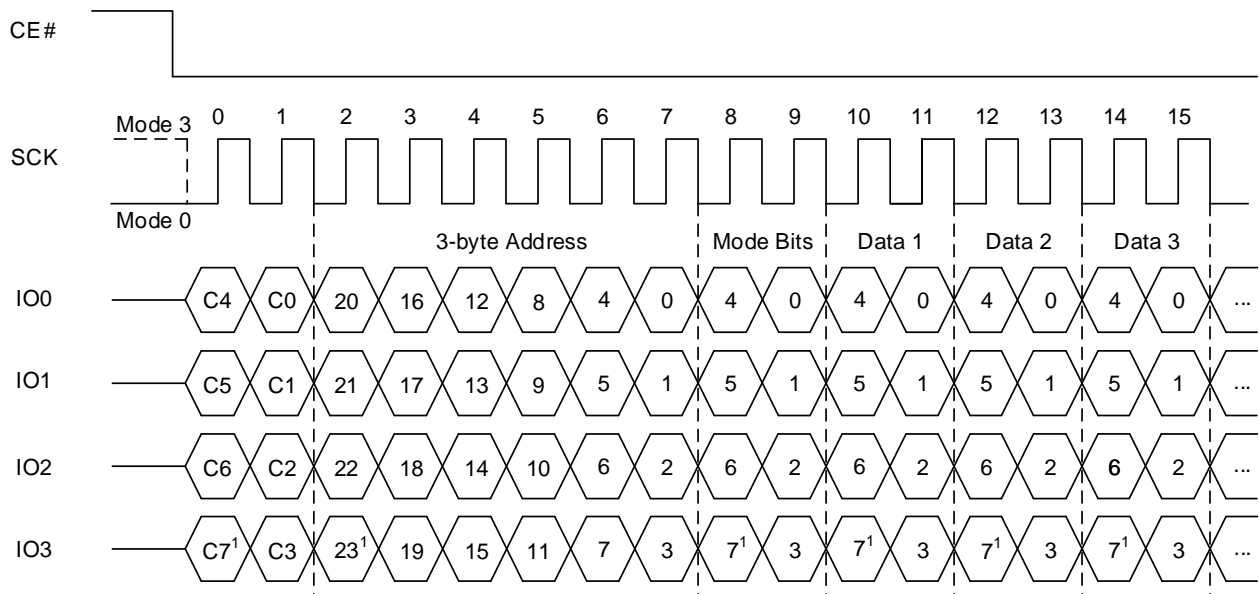 CE#
0 1 2 3 4 5 6 7 8 9 10 11 12 13 14 15
Mode 3
SCK
Mode 0
3-byte Address Mode Bits Data 1 Data 2 Data 3
IO0 C4 C0 20 16 12 8 4 0 4 0 4 0 4 0 4 0 ...
IO1 C5 C1 21 17 13 9 5 1 5 1 5 1 5 1 5 1 ...
IO2 C6 C2 22 18 14 10 6 2 6 2 6 2 6 2 6 2 ...
IO3 C7¹ C3 23¹ 19 15 11 7 3 7¹ 3 7¹ 3 7¹ 3 7¹ 3 ...